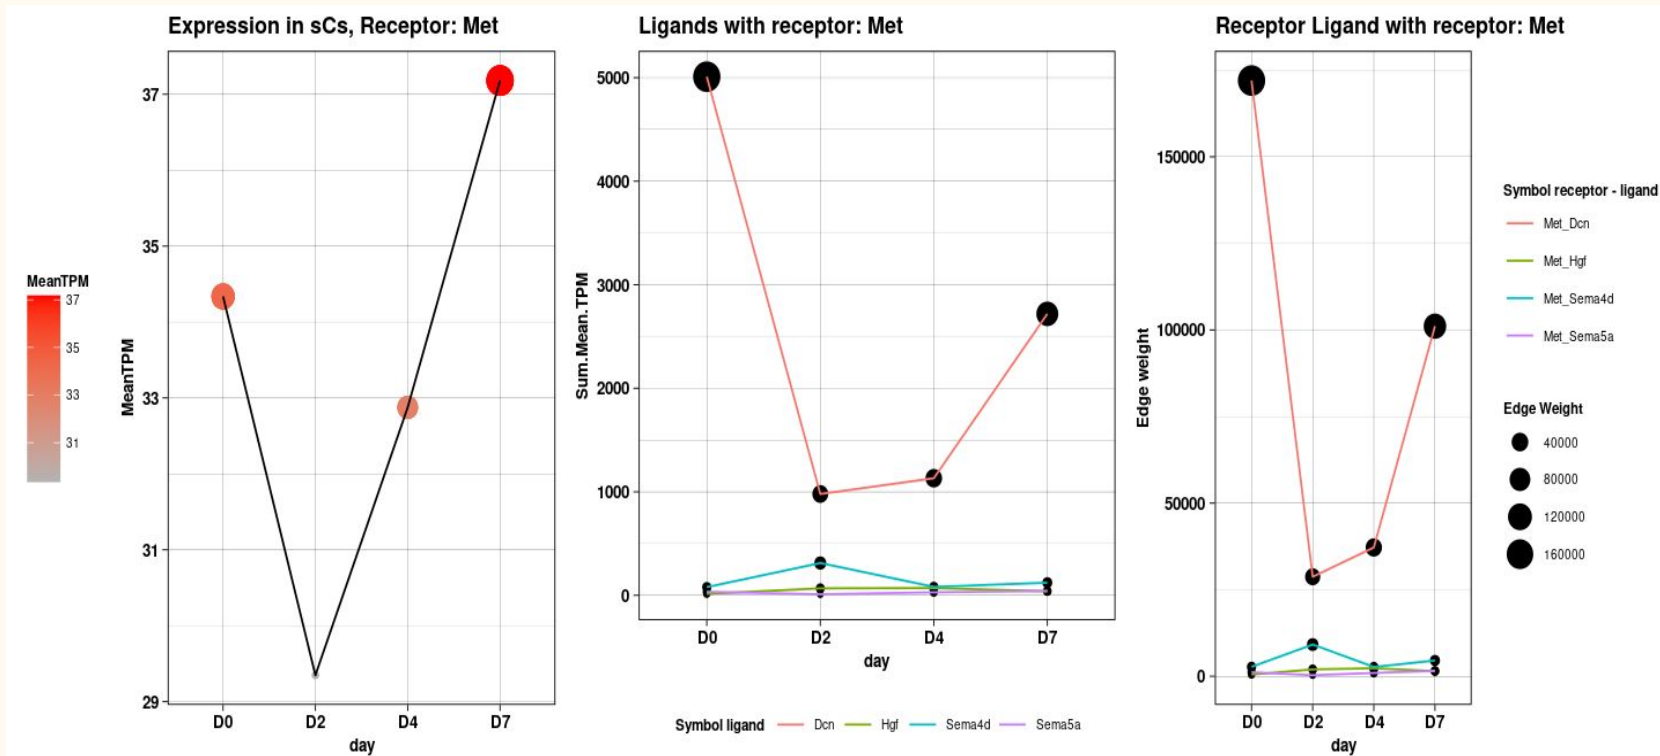 Expression in sCs, Receptor: Met
MeanTPM
37
35
33
31
MeanTPM
37
35
33
31
29
D0 D2 D4 D7
day
Ligands with receptor: Met
Sum.Mean.TPM
5000
4000
3000
2000
1000
0
D0 D2 D4 D7
day
Symbol ligand Dcn Hgf Sema4d Sema5a
Receptor Ligand with receptor: Met
Edge weight
150000
100000
50000
0
D0 D2 D4 D7
day
Symbol receptor - ligand
Met_Dcn
Met_Hgf
Met_Sema4d
Met_Sema5a
Edge Weight
40000
80000
120000
160000